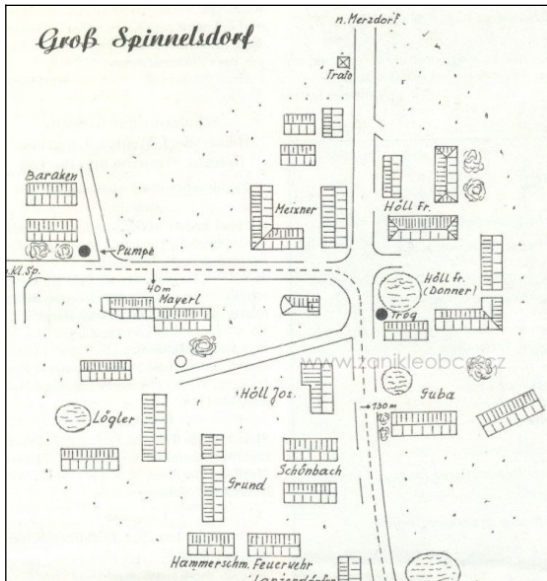 Groß Spinnelsdorf
n. Merzdorf
Trafo
Baraken
Meixner
Höll Fr.
Pumpe
n. Kl. Sp.
40m
Höll Fr.
(Donner)
Mayerl
Trog
www.zanikleobce.cz
Höll Jos.
Guba
130m
Lögler
Schönbach
Grund
Hammerschm. Feuerwehr